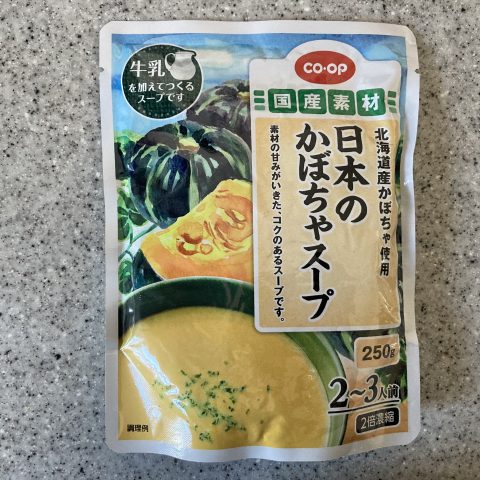 牛乳
を加えてつくる
スープです
CO・OP
国産素材
北海道産かぼちゃ使用
日本の
かぼちゃスープ
素材の甘みがいきた、コクのあるスープです。
250g
2〜3人前
2倍濃縮
調理例